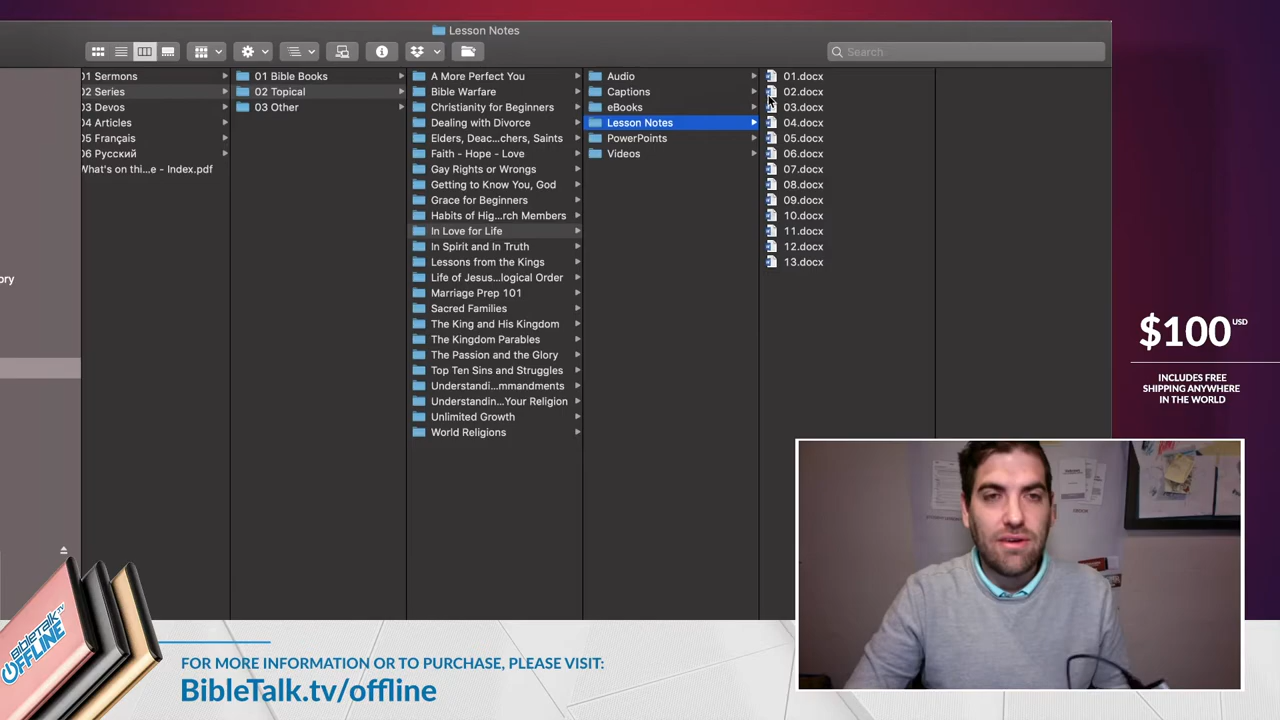 Lesson Notes
Search
01 Sermons
02 Series
03 Devos
04 Articles
05 Français
06 Русский
What's on thi...e - Index.pdf
ory
01 Bible Books
02 Topical
03 Other
A More Perfect You
Bible Warfare
Christianity for Beginners
Dealing with Divorce
Elders, Deac...chers, Saints
Faith - Hope - Love
Gay Rights or Wrongs
Getting to Know You, God
Grace for Beginners
Habits of Hig...rch Members
In Love for Life
In Spirit and In Truth
Lessons from the Kings
Life of Jesus...logical Order
Marriage Prep 101
Sacred Families
The King and His Kingdom
The Kingdom Parables
The Passion and the Glory
Top Ten Sins and Struggles
Understandi...mmandments
Understandin...Your Religion
Unlimited Growth
World Religions
Audio
Captions
eBooks
Lesson Notes
PowerPoints
Videos
01.docx
02.docx
03.docx
04.docx
05.docx
06.docx
07.docx
08.docx
09.docx
10.docx
11.docx
12.docx
13.docx
$100 USD
INCLUDES FREE
SHIPPING ANYWHERE
IN THE WORLD
BIBLETALK.TV
OFFLINE
FOR MORE INFORMATION OR TO PURCHASE, PLEASE VISIT:
BibleTalk.tv/offline